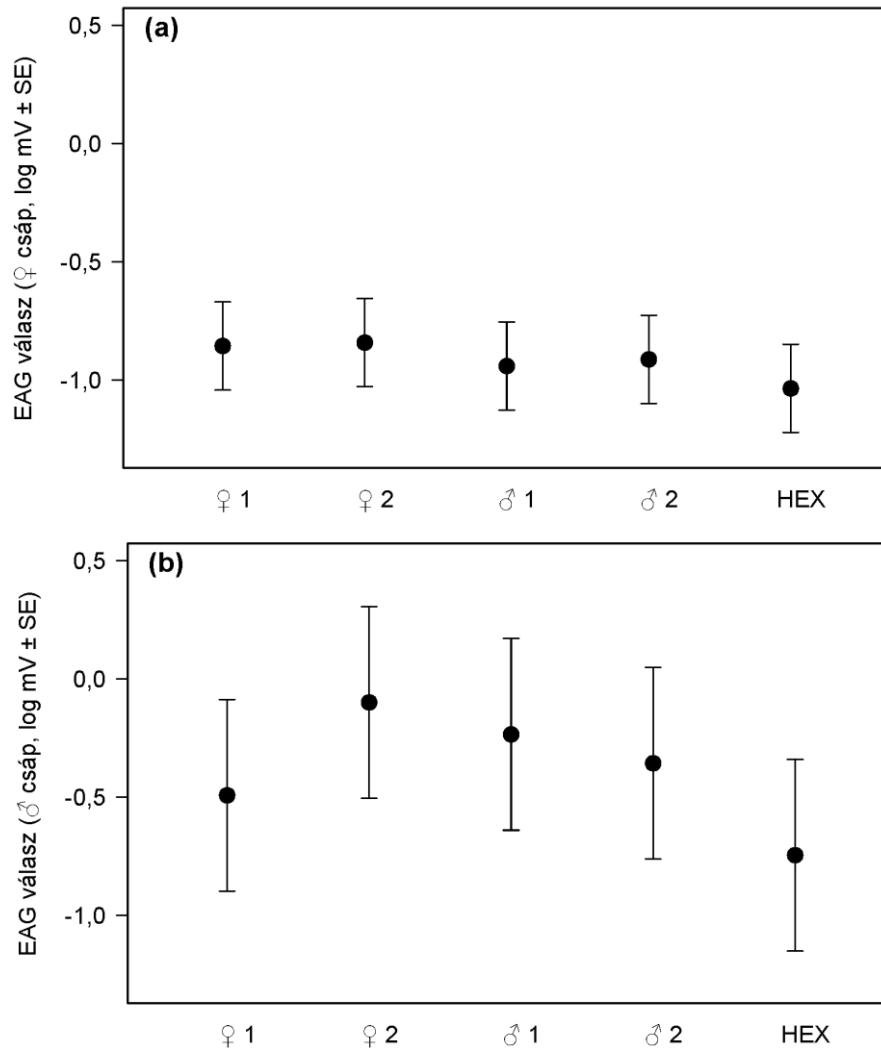 (a)
EAG válasz (♀ csáp, log mV ± SE)
0,5
0,0
-0,5
-1,0
♀ 1 ♀ 2 ♂ 1 ♂ 2 HEX
(b)
EAG válasz (♂ csáp, log mV ± SE)
0,5
0,0
-0,5
-1,0
♀ 1 ♀ 2 ♂ 1 ♂ 2 HEX